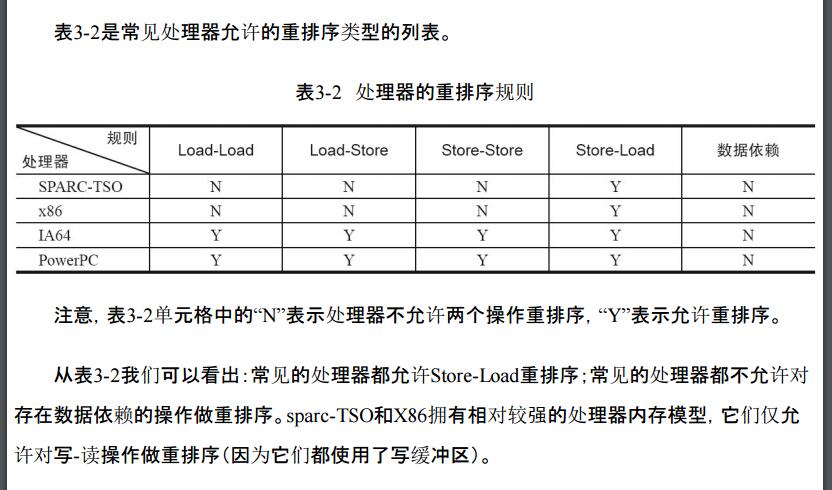 表3-2是常见处理器允许的重排序类型的列表。
表3-2 处理器的重排序规则
规则
处理器 Load-Load Load-Store Store-Store Store-Load 数据依赖
SPARC-TSO N N N Y N
x86 N N N Y N
IA64 Y Y Y Y N
PowerPC Y Y Y Y N
注意，表3-2单元格中的“N”表示处理器不允许两个操作重排序，“Y”表示允许重排序。
从表3-2我们可以看出：常见的处理器都允许Store-Load重排序；常见的处理器都不允许对
存在数据依赖的操作做重排序。sparc-TSO和X86拥有相对较强的处理器内存模型，它们仅允
许对写-读操作做重排序（因为它们都使用了写缓冲区）。